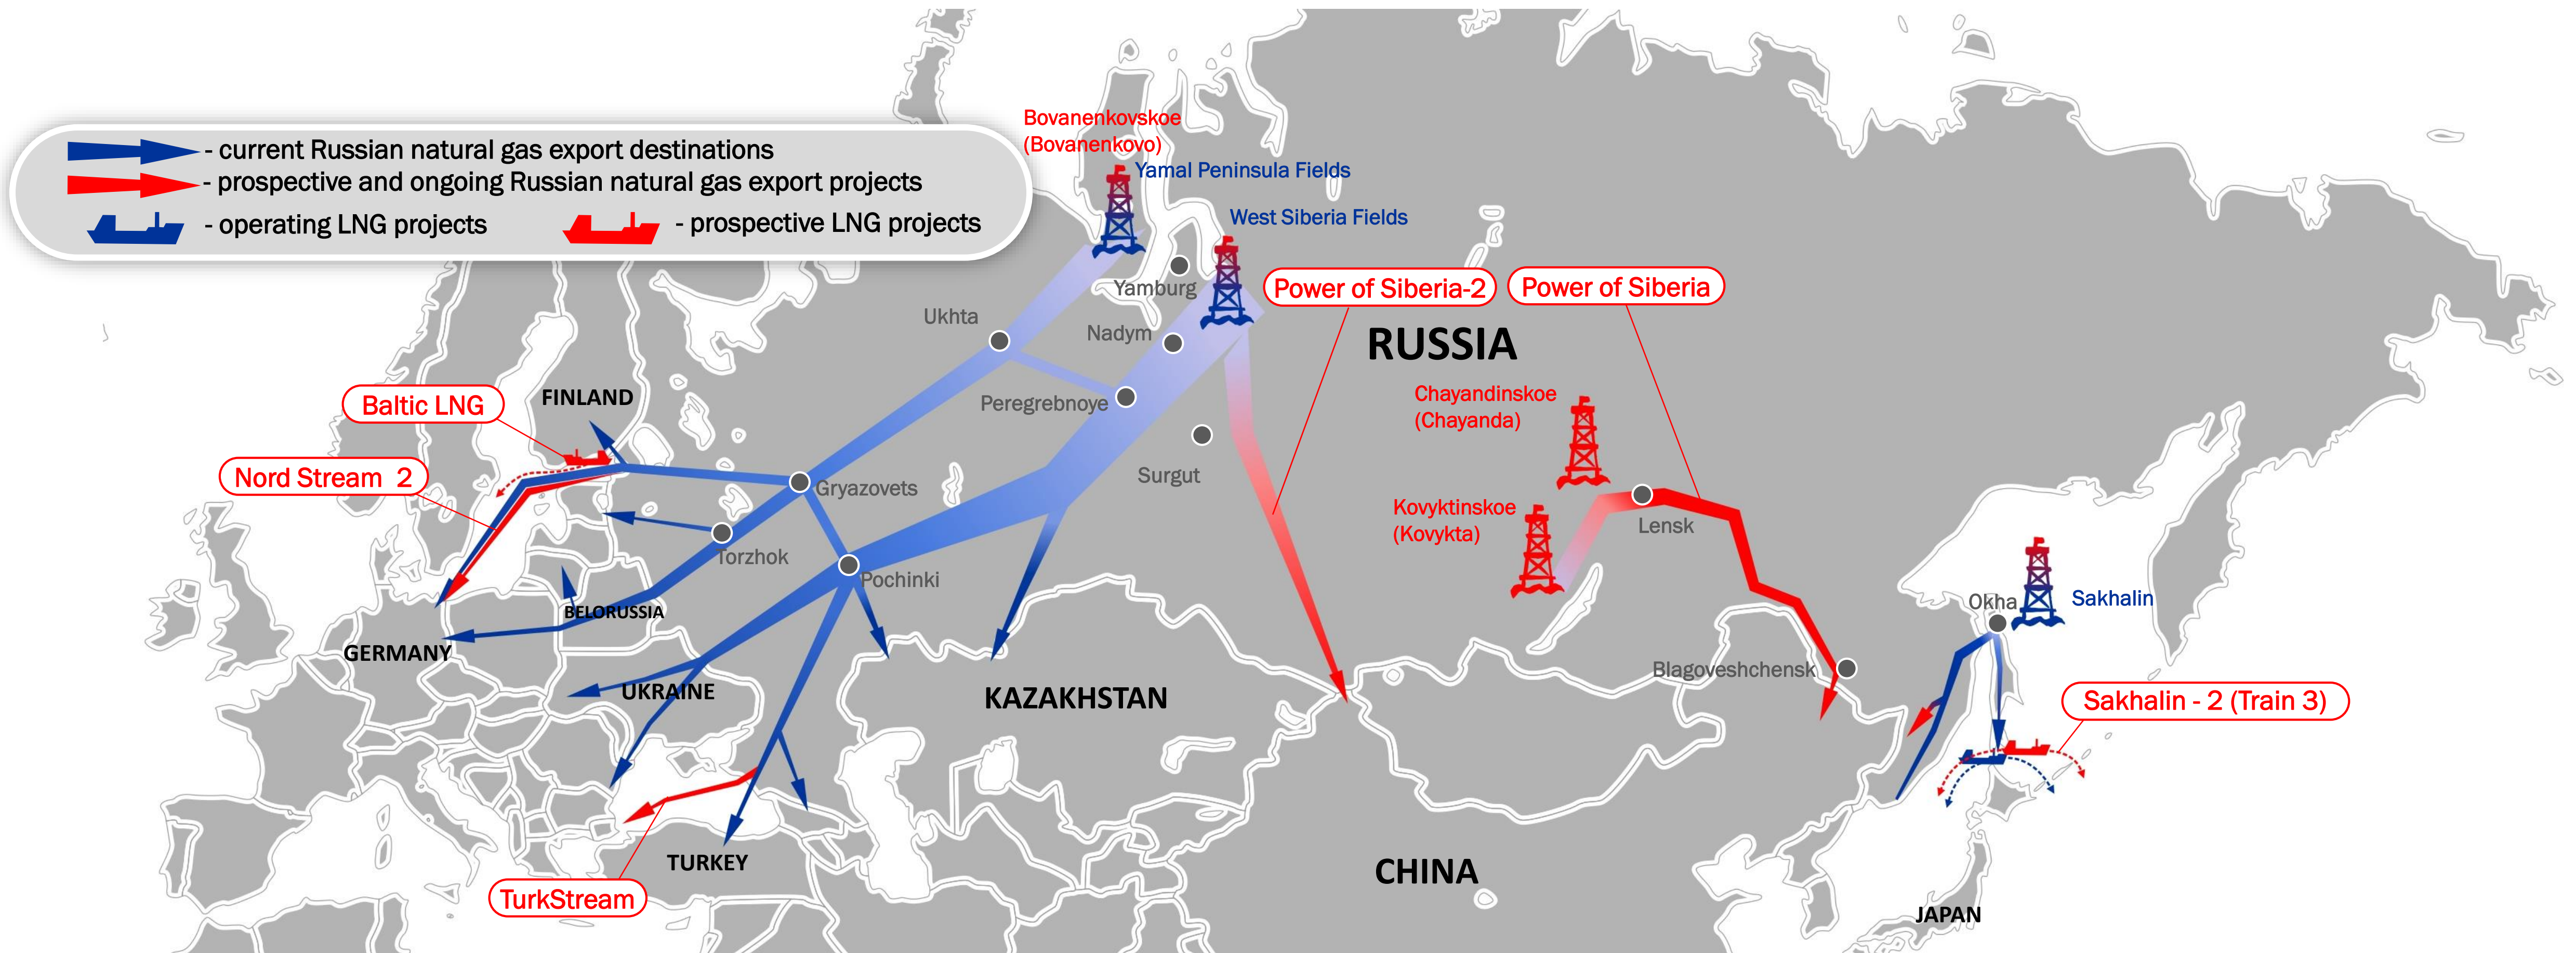 - current Russian natural gas export destinations
- prospective and ongoing Russian natural gas export projects
- operating LNG projects
- prospective LNG projects
Bovanenkovskoe
(Bovanenkovo)
Yamal Peninsula Fields
West Siberia Fields
Yamburg
Power of Siberia-2
Power of Siberia
Ukhta
Nadym
RUSSIA
Baltic LNG
FINLAND
Peregrebnoye
Chayandinskoe
(Chayanda)
Nord Stream 2
Gryazovets
Surgut
Kovyktinskoe
(Kovykta)
Lensk
Torzhok
Pochinki
BELORUSSIA
Okha
Sakhalin
GERMANY
UKRAINE
KAZAKHSTAN
Blagoveshchensk
Sakhalin - 2 (Train 3)
TURKEY
CHINA
TurkStream
JAPAN